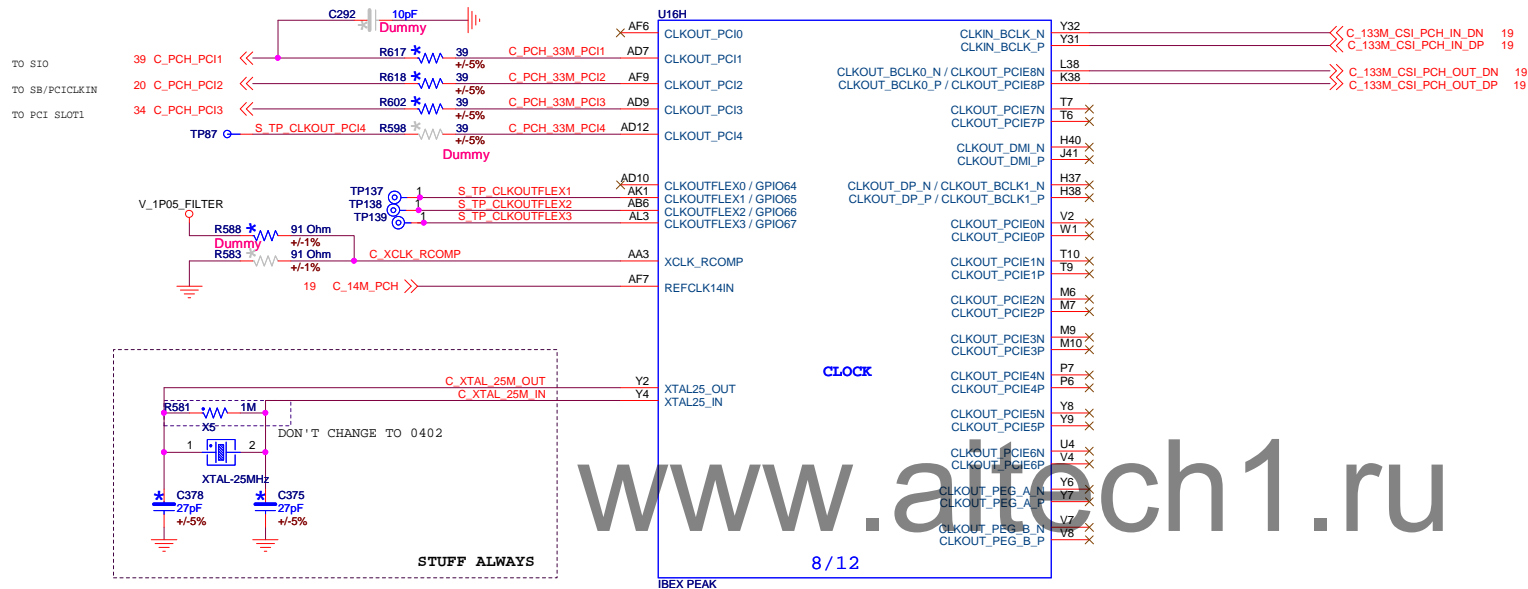 C292
10pF
Dummy
U16H
AF6
CLKOUT_PCI0
TO SIO
39 C_PCH_PCI1
R617
39
+/-5%
C_PCH_33M_PCI1
AD7
CLKOUT_PCI1
TO SB/PCICLKIN
20 C_PCH_PCI2
R618
39
+/-5%
C_PCH_33M_PCI2
AF9
CLKOUT_PCI2
TO PCI SLOT1
34 C_PCH_PCI3
R602
39
+/-5%
C_PCH_33M_PCI3
AD9
CLKOUT_PCI3
TP87
S_TP_CLKOUT_PCI4
R598
39
+/-5%
Dummy
C_PCH_33M_PCI4
AD12
CLKOUT_PCI4
AD10
CLKOUTFLEX0 / GPIO64
TP137
1
S_TP_CLKOUTFLEX1
AK1
CLKOUTFLEX1 / GPIO65
TP138
1
S_TP_CLKOUTFLEX2
AB6
CLKOUTFLEX2 / GPIO66
TP139
1
S_TP_CLKOUTFLEX3
AL3
CLKOUTFLEX3 / GPIO67
V_1P05_FILTER
R588
91 Ohm
Dummy
+/-1%
R583
91 Ohm
+/-1%
C_XCLK_RCOMP
AA3
XCLK_RCOMP
19 C_14M_PCH
AF7
REFCLK14IN
C_XTAL_25M_OUT
Y2
XTAL25_OUT
C_XTAL_25M_IN
Y4
XTAL25_IN
R581
1M
X5
DON'T CHANGE TO 0402
1
2
XTAL-25MHz
C378
27pF
+/-5%
C375
27pF
+/-5%
STUFF ALWAYS
CLOCK
8/12
IBEX PEAK
CLKIN_BCLK_N
Y32
C_133M_CSI_PCH_IN_DN 19
CLKIN_BCLK_P
Y31
C_133M_CSI_PCH_IN_DP 19
CLKOUT_BCLK0_N / CLKOUT_PCIE8N
L38
C_133M_CSI_PCH_OUT_DN 19
CLKOUT_BCLK0_P / CLKOUT_PCIE8P
K38
C_133M_CSI_PCH_OUT_DP 19
CLKOUT_PCIE7N
T7
CLKOUT_PCIE7P
T6
CLKOUT_DMI_N
H40
CLKOUT_DMI_P
J41
CLKOUT_DP_N / CLKOUT_BCLK1_N
H37
CLKOUT_DP_P / CLKOUT_BCLK1_P
H38
CLKOUT_PCIE0N
V2
CLKOUT_PCIE0P
W1
CLKOUT_PCIE1N
T10
CLKOUT_PCIE1P
T9
CLKOUT_PCIE2N
M6
CLKOUT_PCIE2P
M7
CLKOUT_PCIE3N
M9
CLKOUT_PCIE3P
M10
CLKOUT_PCIE4N
P7
CLKOUT_PCIE4P
P6
CLKOUT_PCIE5N
Y8
CLKOUT_PCIE5P
Y9
CLKOUT_PCIE6N
U4
CLKOUT_PCIE6P
V4
CLKOUT_PEG_A_N
Y6
CLKOUT_PEG_A_P
Y7
CLKOUT_PEG_B_N
V7
CLKOUT_PEG_B_P
V8
www.aitech1.ru